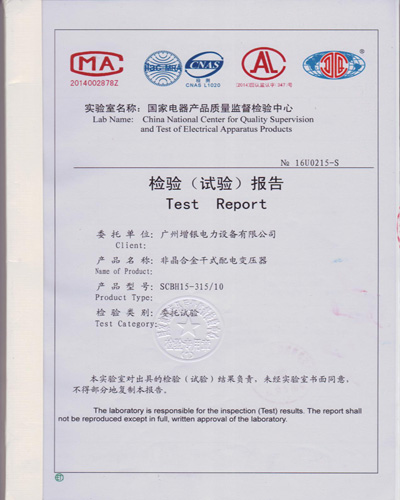 MA
2014002878Z
ilac-MRA
CNAS
CNAS L1020
AL
实验室名称：国家电器产品质量监督检验中心
Lab Name: China National Center for Quality Supervision
and Test of Electrical Apparatus Products
№ 16U0215-S
检验（试验）报告
Test Report
委托单位：广州增银电力设备有限公司
Client:
产品名称：非晶合金干式配电变压器
Name of Product:
产品型号：SCBH15-315/10
Product Type:
检验类别：委托试验
Test Category:
本实验室对出具的检验（试验）结果负责。未经实验室书面同意，
不得部分地复制本报告。
The laboratory is responsible for the inspection (Test) results. The report shall
not be reproduced except in full, written approval of the laboratory.